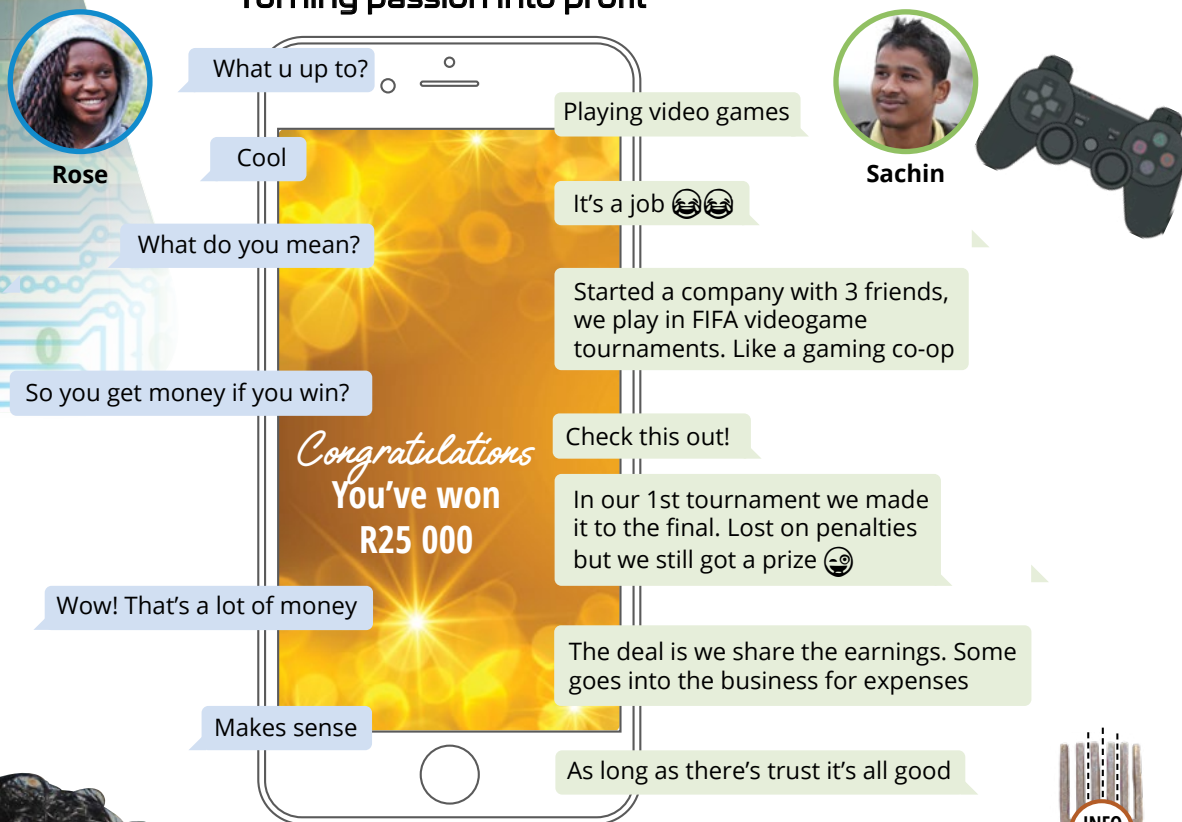 Turning passion into profit
What u up to?
Playing video games
Rose
Sachin
Cool
It's a job 😂😂
What do you mean?
Started a company with 3 friends,
we play in FIFA videogame
tournaments. Like a gaming co-op
So you get money if you win?
Check this out!
Congratulations
You've won
R25 000
In our 1st tournament we made
it to the final. Lost on penalties
but we still got a prize 😜
Wow! That's a lot of money
The deal is we share the earnings. Some
goes into the business for expenses
Makes sense
As long as there's trust it's all good
INFO
0